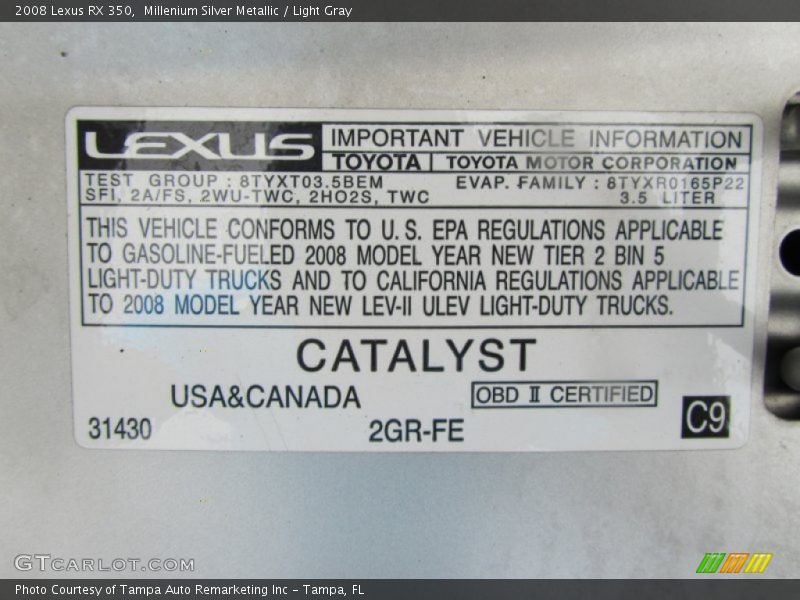 2008 Lexus RX 350,  Millenium Silver Metallic / Light Gray
LEXUS
IMPORTANT VEHICLE INFORMATION
TOYOTA | TOYOTA MOTOR CORPORATION
TEST GROUP : 8TYXT03.5BEM EVAP. FAMILY : 8TYXR0165P22
SFI, 2A/FS, 2WU-TWC, 2HO2S, TWC 3.5 LITER
THIS VEHICLE CONFORMS TO U.S. EPA REGULATIONS APPLICABLE
TO GASOLINE-FUELED 2008 MODEL YEAR NEW TIER 2 BIN 5
LIGHT-DUTY TRUCKS AND TO CALIFORNIA REGULATIONS APPLICABLE
TO 2008 MODEL YEAR NEW LEV-II ULEV LIGHT-DUTY TRUCKS.
CATALYST
USA&CANADA OBD II CERTIFIED
31430 2GR-FE C9
GTCARLOT.COM
Photo Courtesy of Tampa Auto Remarketing Inc – Tampa, FL